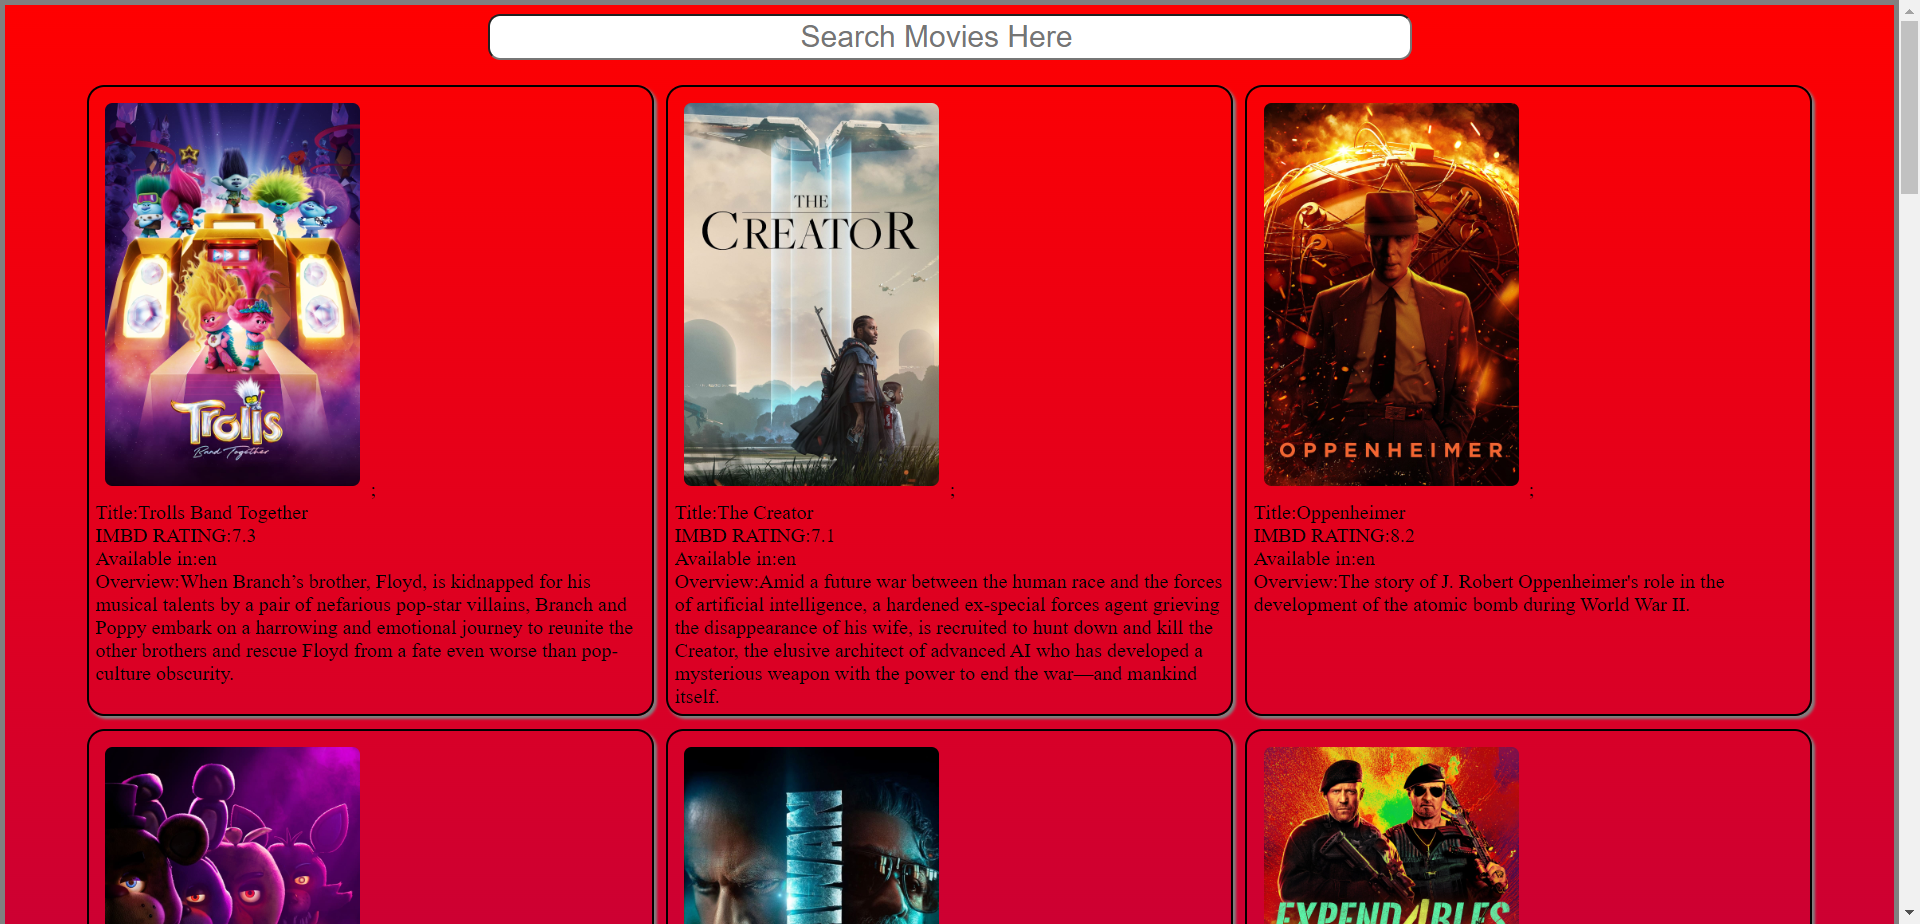 Search Movies Here
THE
CREATOR
Trolls
Band Together
OPPENHEIMER
;
;
;
Title:Trolls Band Together
IMBD RATING:7.3
Available in:en
Overview:When Branch’s brother, Floyd, is kidnapped for his
musical talents by a pair of nefarious pop-star villains, Branch and
Poppy embark on a harrowing and emotional journey to reunite the
other brothers and rescue Floyd from a fate even worse than pop-
culture obscurity.
Title:The Creator
IMBD RATING:7.1
Available in:en
Overview:Amid a future war between the human race and the forces
of artificial intelligence, a hardened ex-special forces agent grieving
the disappearance of his wife, is recruited to hunt down and kill the
Creator, the elusive architect of advanced AI who has developed a
mysterious weapon with the power to end the war—and mankind
itself.
Title:Oppenheimer
IMBD RATING:8.2
Available in:en
Overview:The story of J. Robert Oppenheimer's role in the
development of the atomic bomb during World War II.
EXPEND4BLES